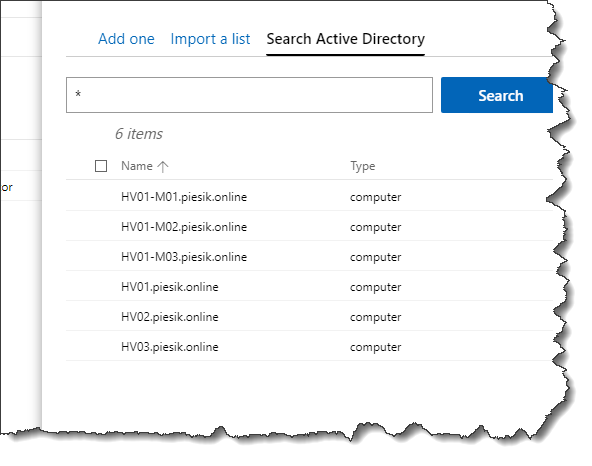 Add one Import a list Search Active Directory
* Search
6 items
Name Type
HV01-M01.piesik.online computer
HV01-M02.piesik.online computer
or
HV01-M03.piesik.online computer
HV01.piesik.online computer
HV02.piesik.online computer
HV03.piesik.online computer